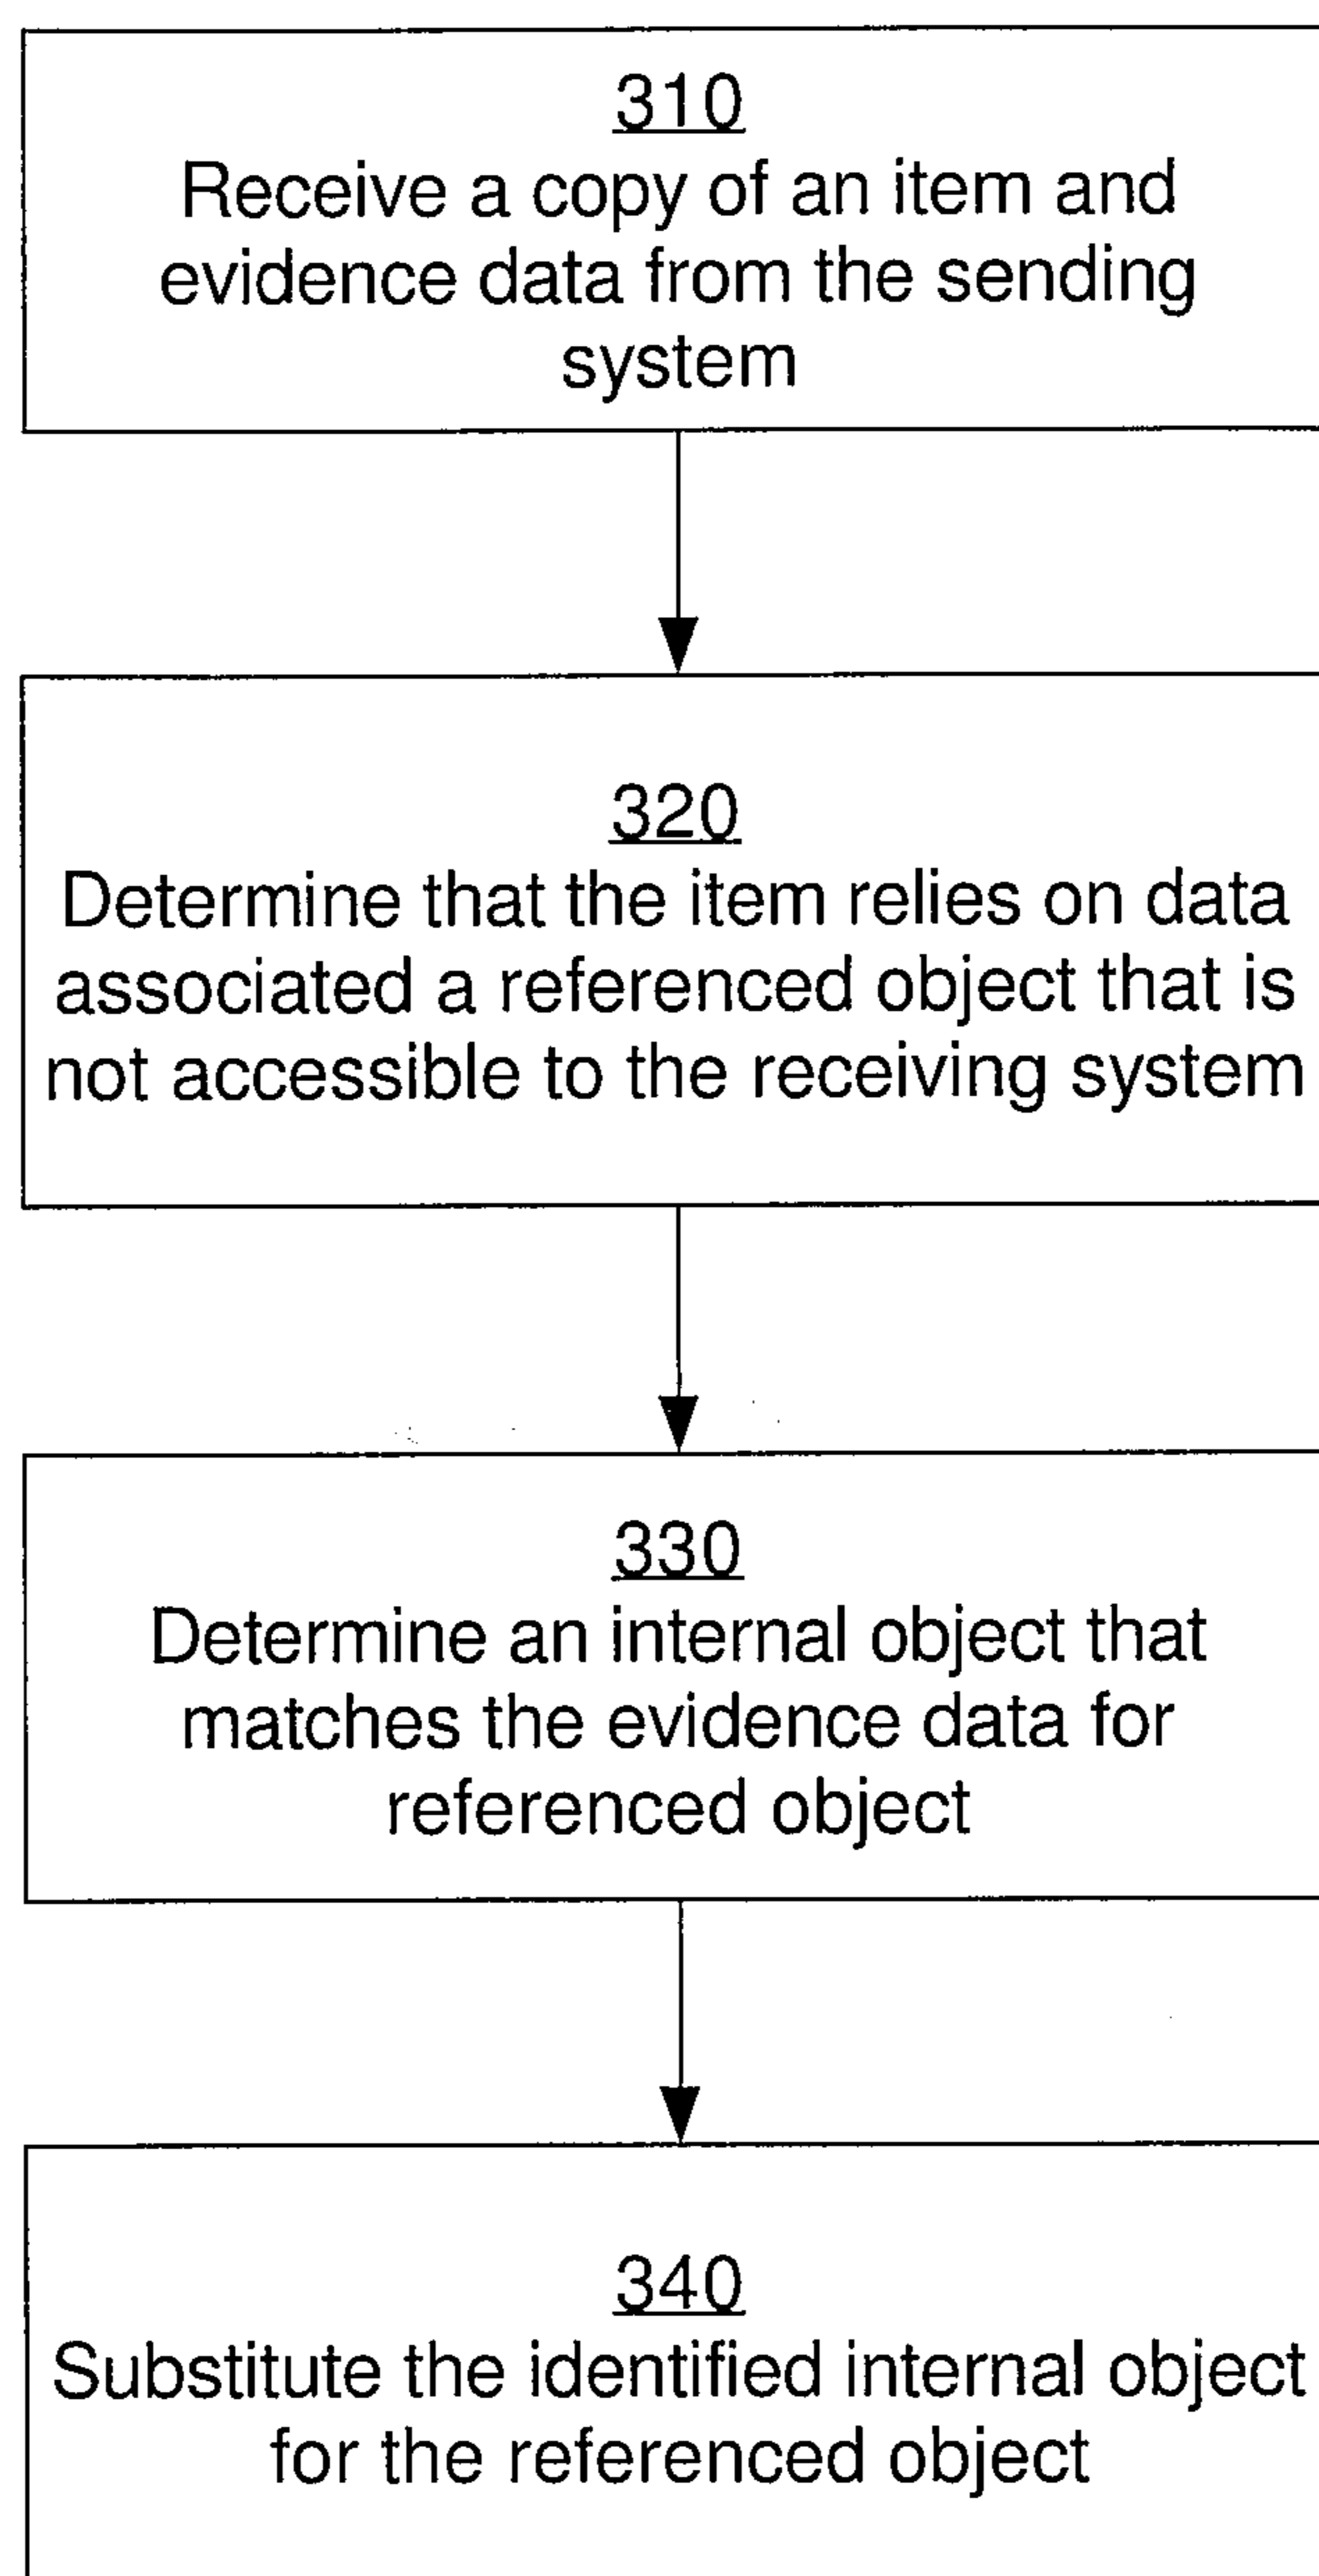 310
Receive a copy of an item and
evidence data from the sending
system
320
Determine that the item relies on data
associated a referenced object that is
not accessible to the receiving system
330
Determine an internal object that
matches the evidence data for
referenced object
340
Substitute the identified internal object
for the referenced object